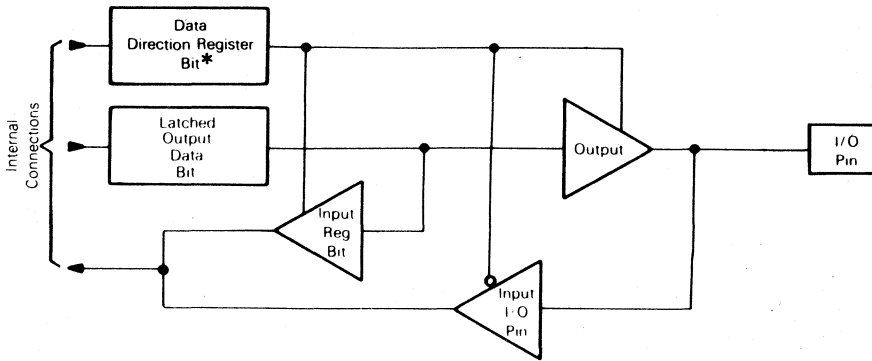 Data
Direction Register
Bit*
Latched
Output
Data
Bit
Internal
Connections
Output
I/O
Pin
Input
Reg
Bit
Input
I·O
Pin